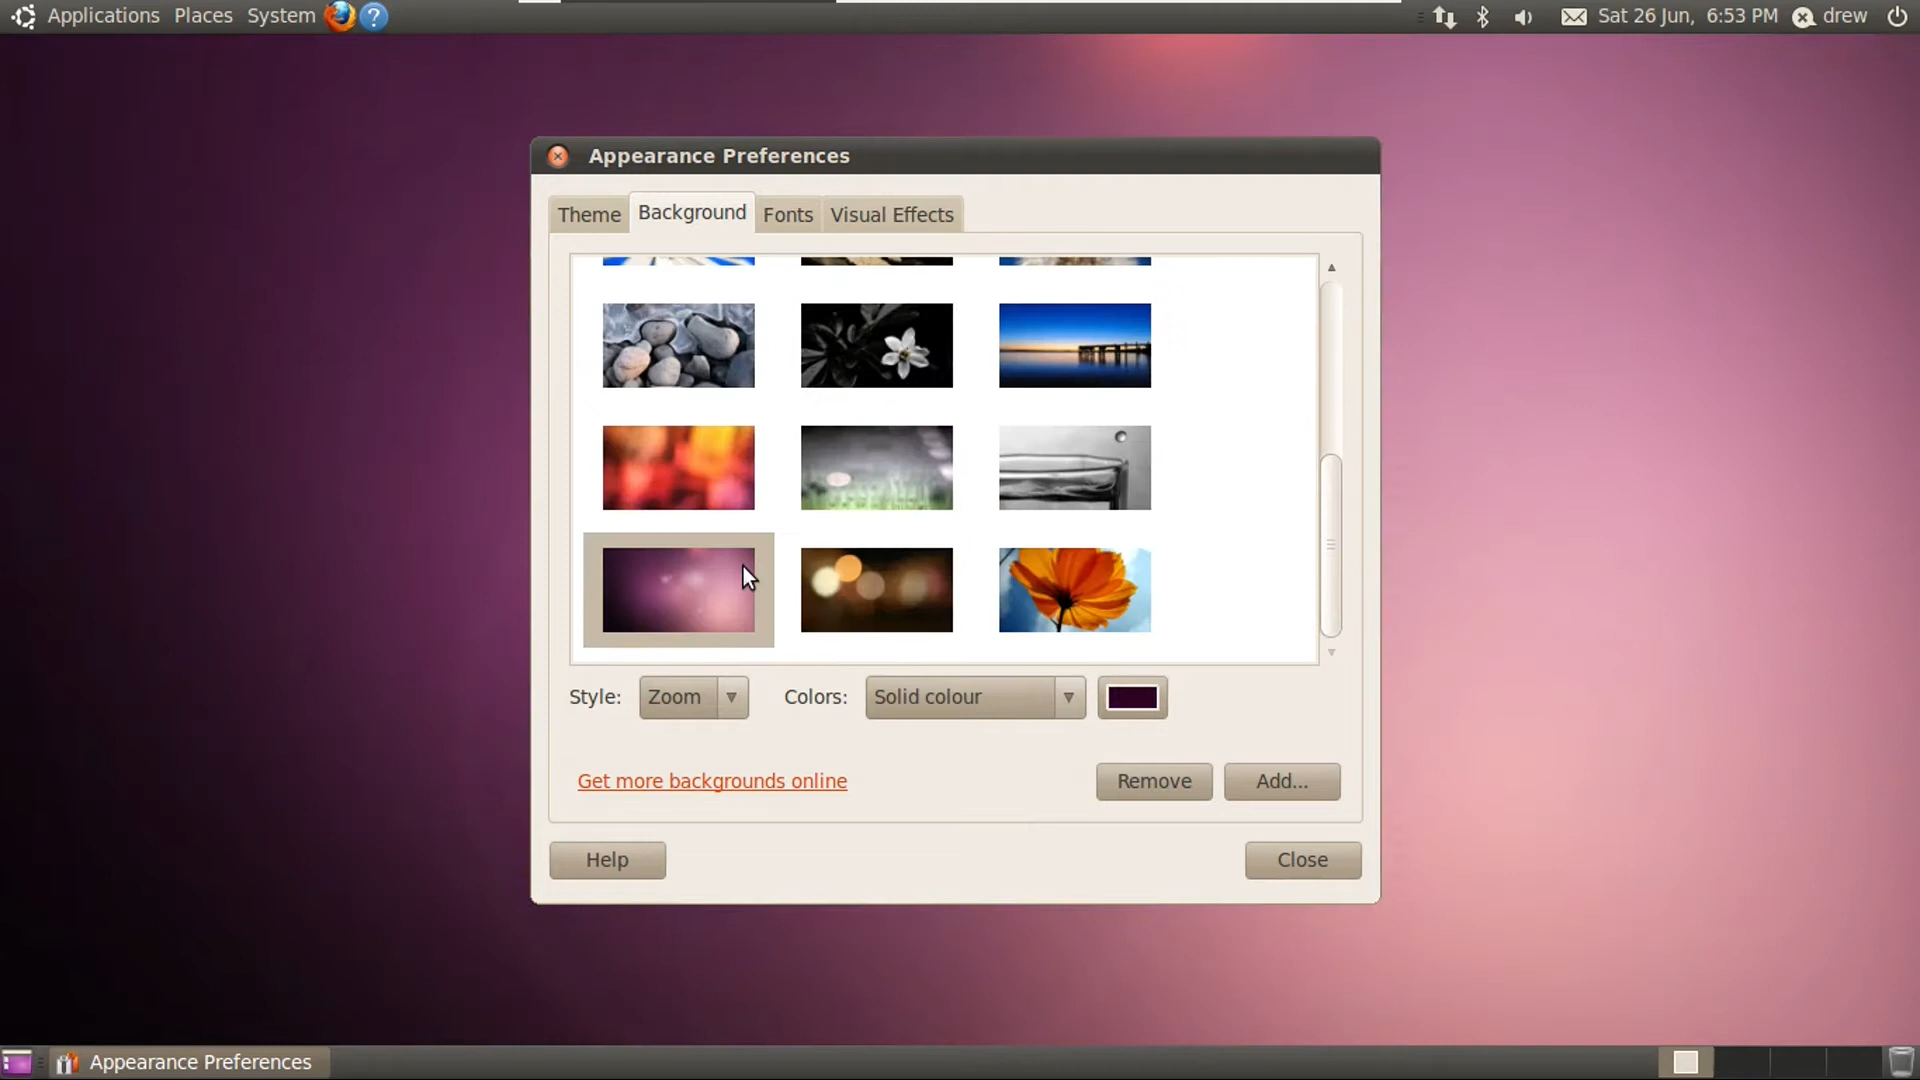 Applications Places System ? Sat 26 Jun, 6:53 PM drew
Appearance Preferences
Theme Background Fonts Visual Effects
Style: Zoom Colors: Solid colour
Get more backgrounds online Remove Add...
Help Close
Appearance Preferences